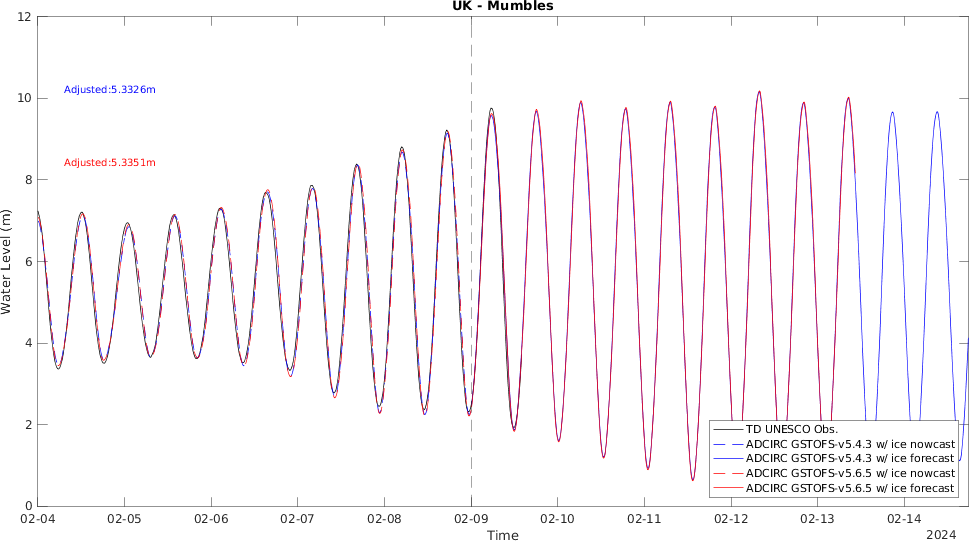 UK - Mumbles
12
10
8
6
4
2
0
Water Level (m)
Adjusted:5.3326m
Adjusted:5.3351m
TD UNESCO Obs.
ADCIRC GSTOFS-v5.4.3 w/ ice nowcast
ADCIRC GSTOFS-v5.4.3 w/ ice forecast
ADCIRC GSTOFS-v5.6.5 w/ ice nowcast
ADCIRC GSTOFS-v5.6.5 w/ ice forecast
02-04 02-05 02-06 02-07 02-08 02-09 02-10 02-11 02-12 02-13 02-14
Time
2024